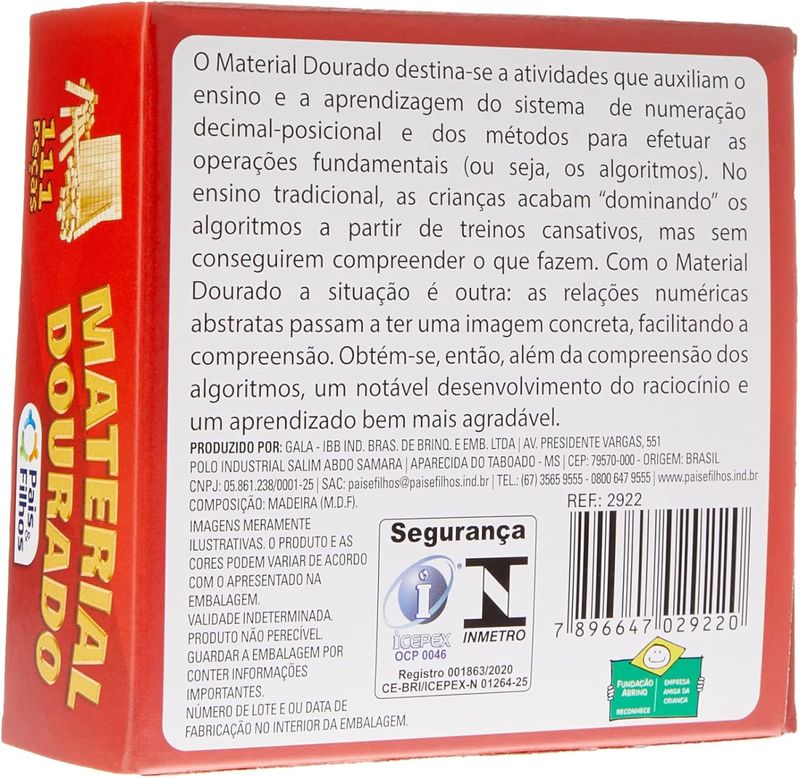 O Material Dourado destina-se a atividades que auxiliam o
ensino e a aprendizagem do sistema de numeração
decimal-posicional e dos métodos para efetuar as
operações fundamentais (ou seja, os algoritmos). No
ensino tradicional, as crianças acabam “dominando” os
algoritmos a partir de treinos cansativos, mas sem
conseguirem compreender o que fazem. Com o Material
Dourado a situação é outra: as relações numéricas
abstratas passam a ter uma imagem concreta, facilitando a
compreensão. Obtém-se, então, além da compreensão dos
algoritmos, um notável desenvolvimento do raciocínio e
um aprendizado bem mais agradável.
PRODUZIDO POR: GALA - IBB IND. BRAS. DE BRINQ. E EMB. LTDA | AV. PRESIDENTE VARGAS, 551
POLO INDUSTRIAL SALIM ABDO SAMARA | APARECIDA DO TABOADO - MS | CEP: 79570-000 - ORIGEM: BRASIL
CNPJ: 05.861.238/0001-25 | SAC: paisefilhos@paisefilhos.ind.br | TEL.: (67) 3565 9555 - 0800 647 9555 | www.paisefilhos.ind.br
COMPOSIÇÃO: MADEIRA (M.D.F).
IMAGENS MERAMENTE
ILUSTRATIVAS. O PRODUTO E AS
CORES PODEM VARIAR DE ACORDO
COM O APRESENTADO NA
EMBALAGEM.
VALIDADE INDETERMINADA.
PRODUTO NÃO PERECÍVEL.
GUARDAR A EMBALAGEM POR
CONTER INFORMAÇÕES
IMPORTANTES.
NÚMERO DE LOTE E OU DATA DE
FABRICAÇÃO NO INTERIOR DA EMBALAGEM.
Segurança
ICEPEX
OCP 0046
INMETRO
Registro 001863/2020
CE-BRI/ICEPEX-N 01264-25
REF.: 2922
7 896647 029220
FUNDAÇÃO
ABRINQ
RECONHECE
EMPRESA
AMIGA DA
CRIANÇA
111
Peças
MATERIAL
DOURADO
Pais &
Filhos